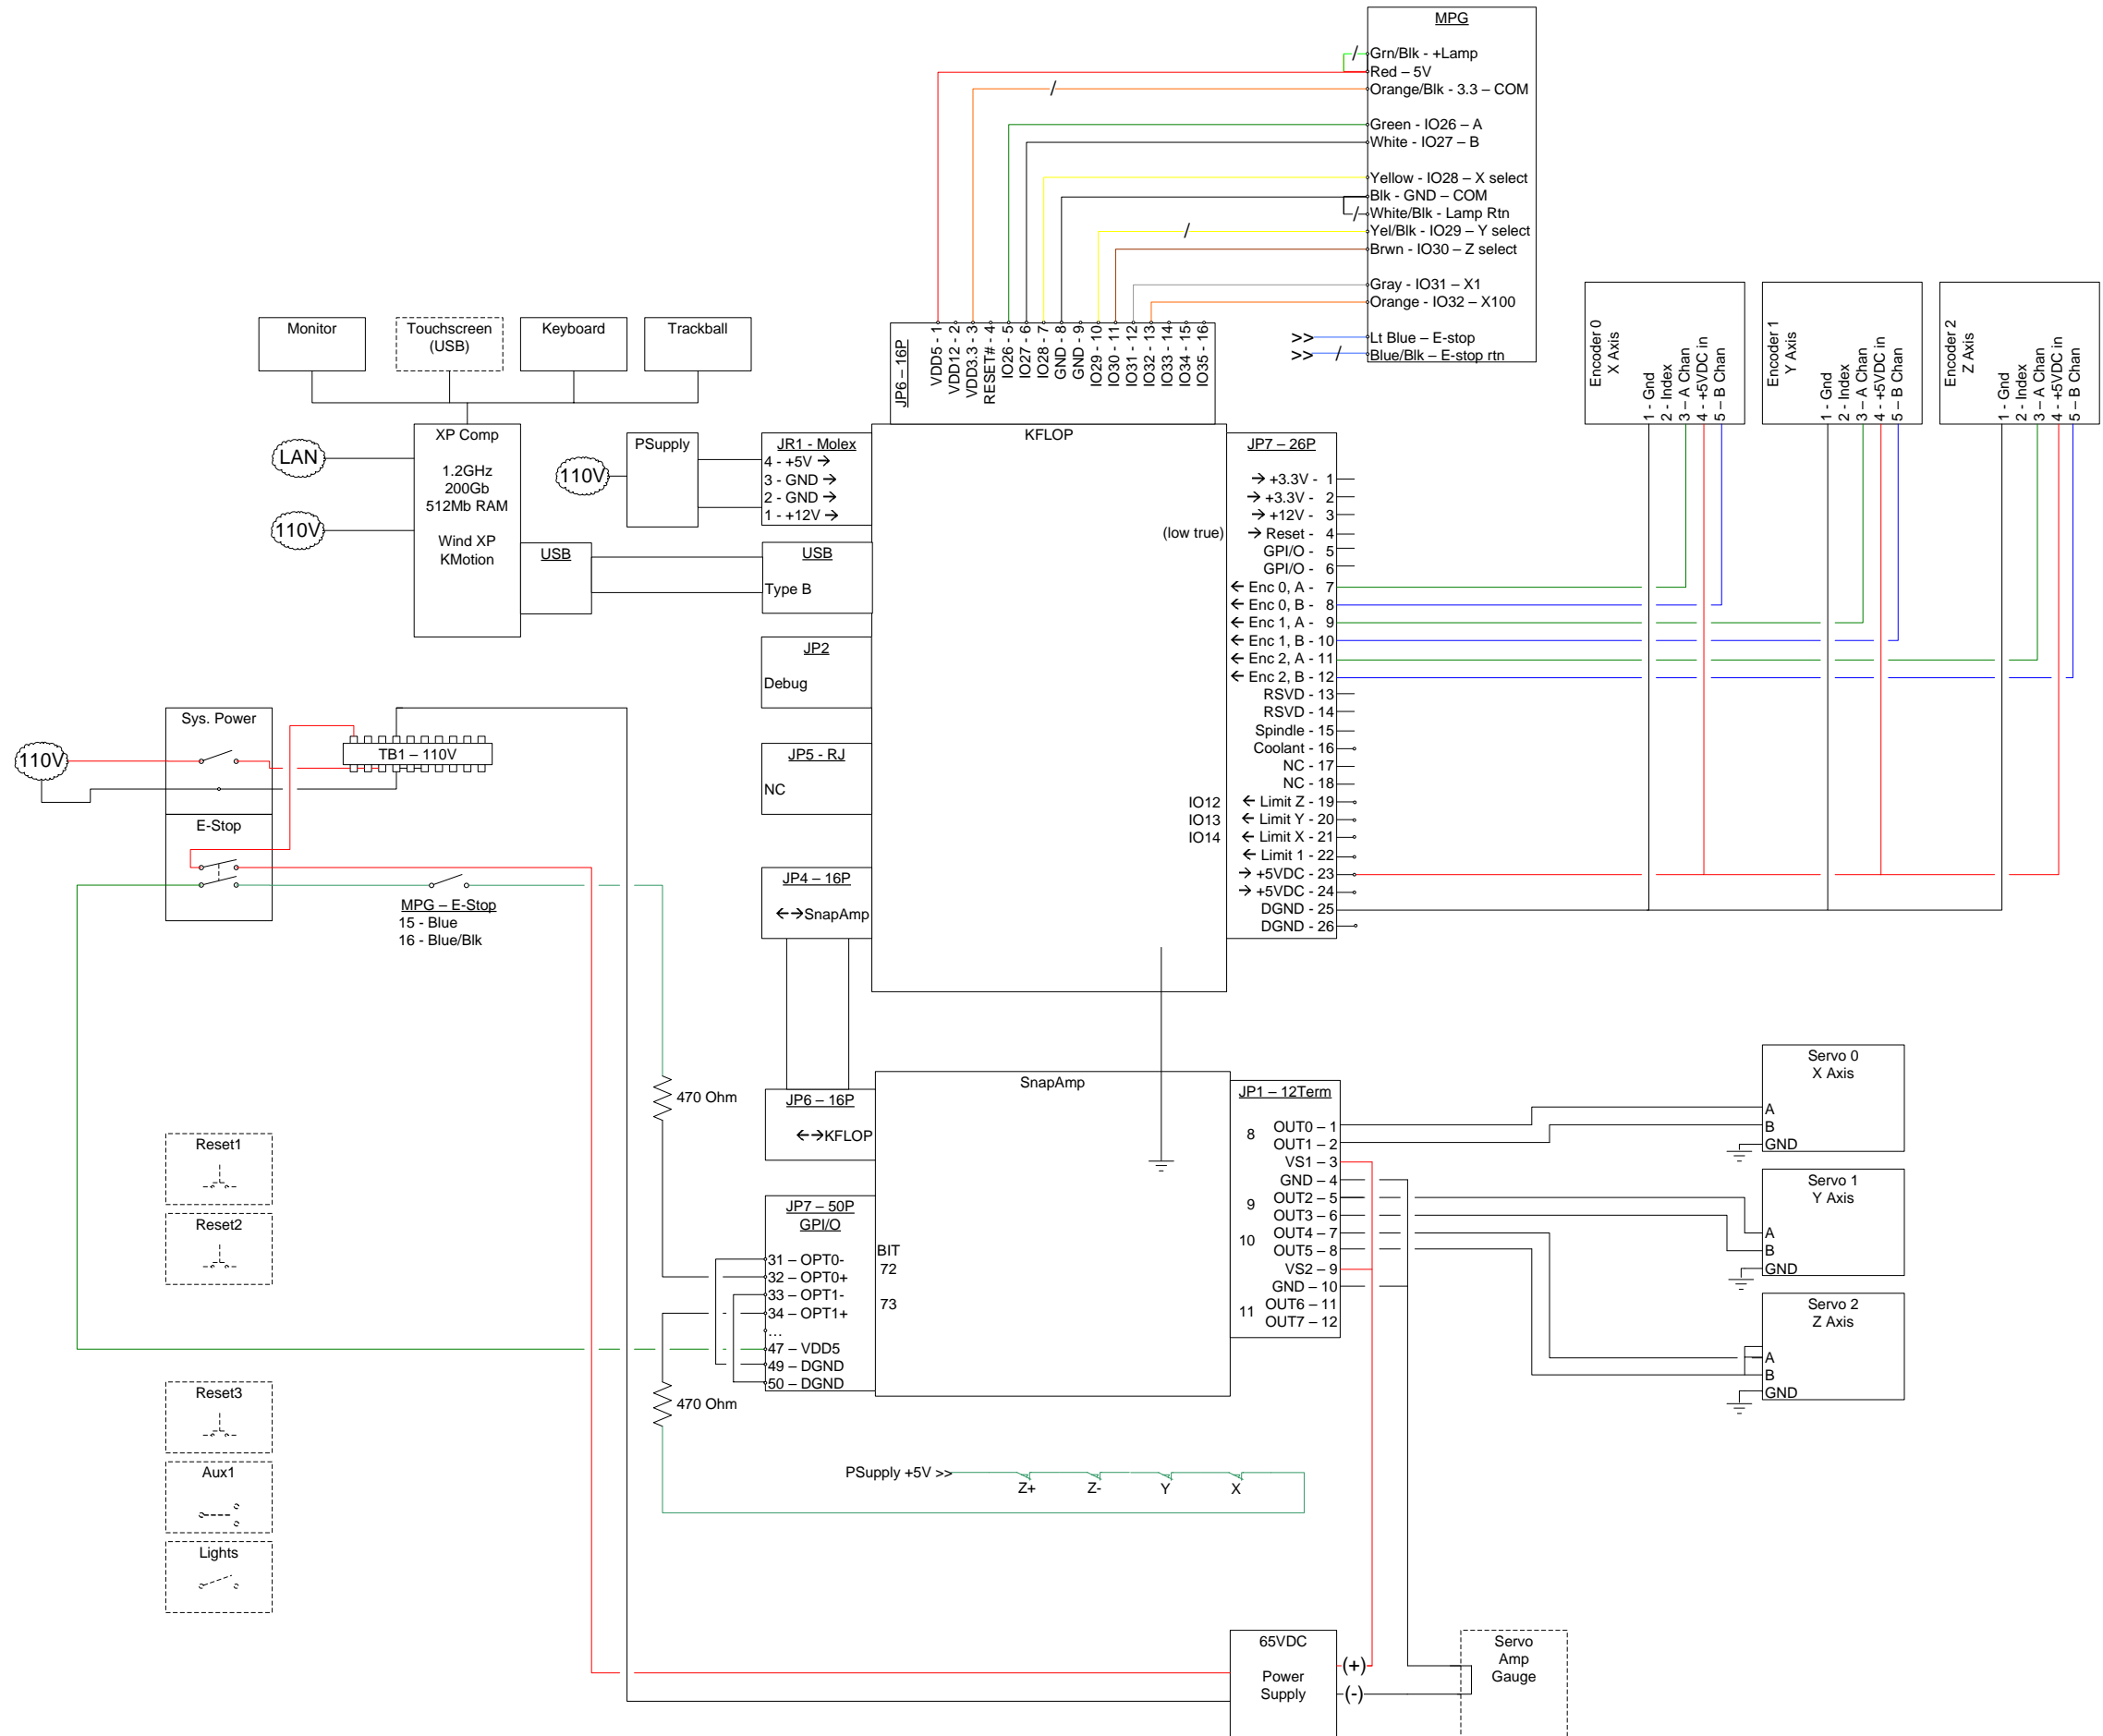 MPG
Grn/Blk - +Lamp
Red – 5V
Orange/Blk - 3.3 – COM
Green - IO26 – A
White - IO27 – B
Yellow - IO28 – X select
Blk - GND – COM
White/Blk - Lamp Rtn
Yel/Blk - IO29 – Y select
Brwn - IO30 – Z select
Gray - IO31 – X1
Orange - IO32 – X100
>> Lt Blue – E-stop
>> Blue/Blk – E-stop rtn
Monitor
Touchscreen
(USB)
Keyboard
Trackball
JP6 – 16P
VDD5 - 1
VDD12 - 2
VDD3.3 - 3
RESET# - 4
IO26 - 5
IO27 - 6
IO28 - 7
GND - 8
GND - 9
IO29 - 10
IO30 - 11
IO31 - 12
IO32 - 13
IO33 - 14
IO34 - 15
IO35 - 16
Encoder 0
X Axis
1 - Gnd
2 - Index
3 – A Chan
4 - +5VDC in
5 – B Chan
Encoder 1
Y Axis
1 - Gnd
2 - Index
3 – A Chan
4 - +5VDC in
5 – B Chan
Encoder 2
Z Axis
1 - Gnd
2 - Index
3 – A Chan
4 - +5VDC in
5 – B Chan
LAN
110V
XP Comp
1.2GHz
200Gb
512Mb RAM
Wind XP
KMotion
USB
110V
PSupply
JR1 - Molex
4 - +5V →
3 - GND →
2 - GND →
1 - +12V →
USB
Type B
JP2
Debug
JP5 - RJ
NC
JP4 – 16P
←→SnapAmp
KFLOP
(low true)
IO12
IO13
IO14
JP7 – 26P
→ +3.3V - 1
→ +3.3V - 2
→ +12V - 3
→ Reset - 4
GPI/O - 5
GPI/O - 6
← Enc 0, A - 7
← Enc 0, B - 8
← Enc 1, A - 9
← Enc 1, B - 10
← Enc 2, A - 11
← Enc 2, B - 12
RSVD - 13
RSVD - 14
Spindle - 15
Coolant - 16
NC - 17
NC - 18
← Limit Z - 19
← Limit Y - 20
← Limit X - 21
← Limit 1 - 22
→ +5VDC - 23
→ +5VDC - 24
DGND - 25
DGND - 26
110V
Sys. Power
TB1 – 110V
E-Stop
MPG – E-Stop
15 - Blue
16 - Blue/Blk
470 Ohm
JP6 – 16P
←→KFLOP
SnapAmp
JP7 – 50P
GPI/O
31 – OPT0-
32 – OPT0+
33 – OPT1-
34 – OPT1+
...
47 – VDD5
49 – DGND
50 – DGND
BIT
72
73
JP1 – 12Term
8
OUT0 – 1
OUT1 – 2
VS1 – 3
GND – 4
9
OUT2 – 5
OUT3 – 6
10
OUT4 – 7
OUT5 – 8
VS2 – 9
GND – 10
11
OUT6 – 11
OUT7 – 12
Servo 0
X Axis
A
B
GND
Servo 1
Y Axis
A
B
GND
Servo 2
Z Axis
A
B
GND
Reset1
Reset2
Reset3
Aux1
Lights
470 Ohm
PSupply +5V >>
Z+
Z-
Y
X
65VDC
Power
Supply
(+)
(-)
Servo
Amp
Gauge